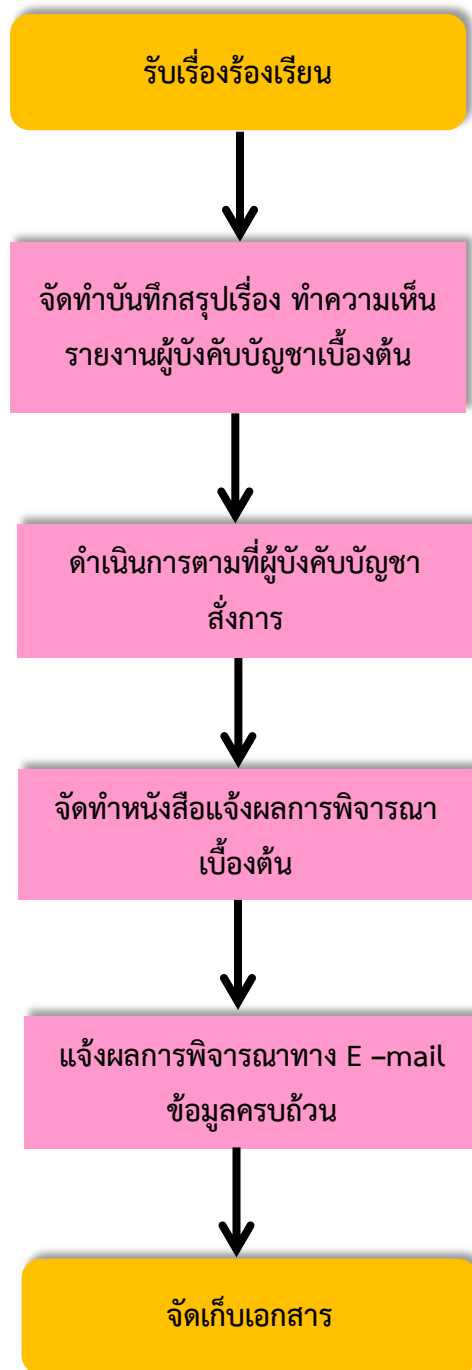 รับเรื่องร้องเรียน
จัดทำบันทึกสรุปเรื่อง ทำความเห็น
รายงานผู้บังคับบัญชาเบื้องต้น
ดำเนินการตามที่ผู้บังคับบัญชา
สั่งการ
จัดทำหนังสือแจ้งผลการพิจารณา
เบื้องต้น
แจ้งผลการพิจารณาทาง E –mail
ข้อมูลครบถ้วน
จัดเก็บเอกสาร